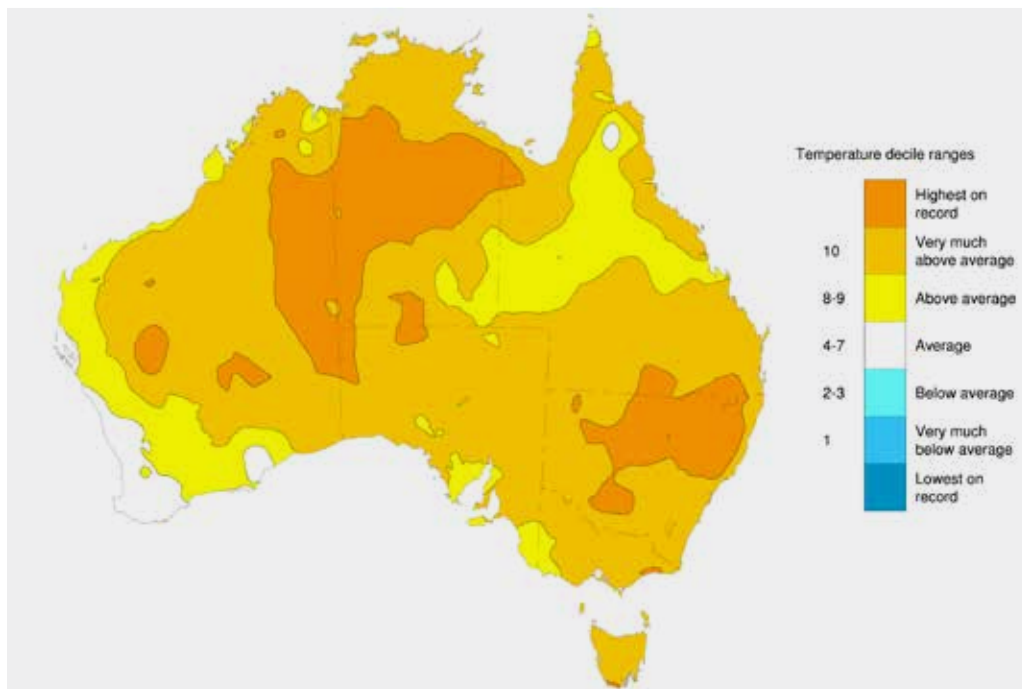 Temperature decile ranges
Highest on
record
10
Very much
above average
8-9
Above average
4-7
Average
2-3
Below average
1
Very much
below average
Lowest on
record